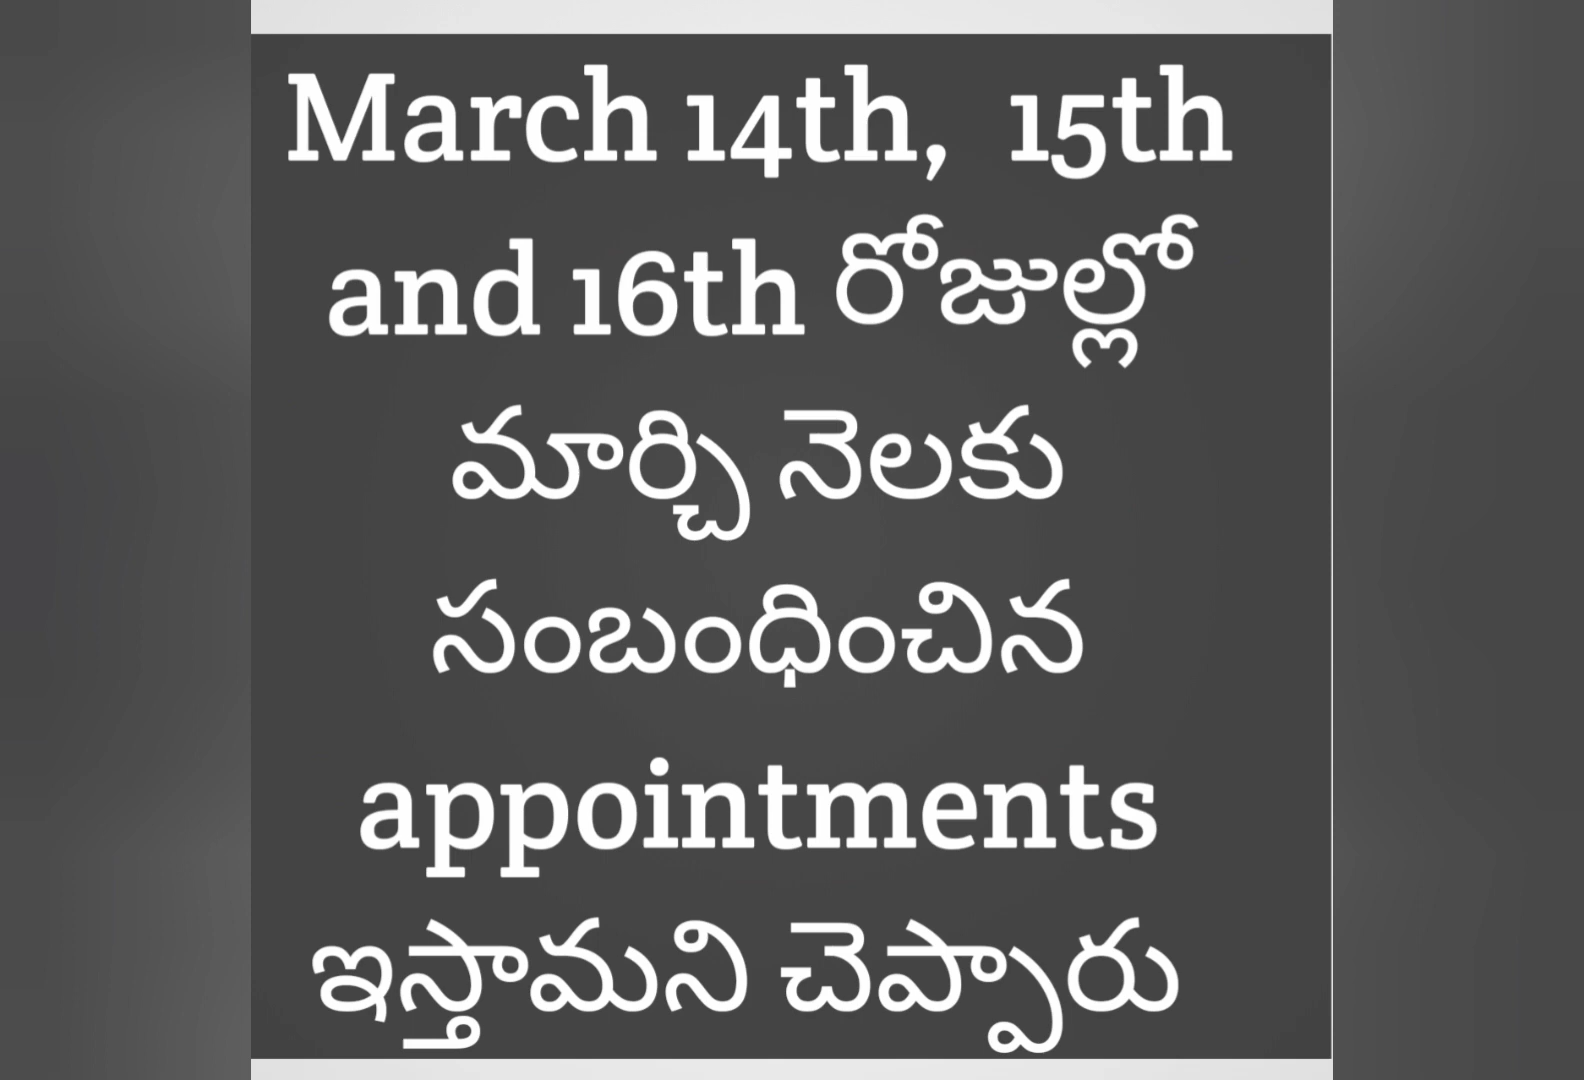 March 14th, 15th
and 16th రోజుల్లో
మార్చి నెలకు
సంబంధించిన
appointments
ఇస్తామని చెప్పారు